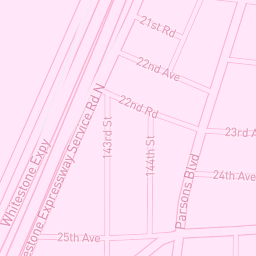 21st Rd
22nd Ave
22nd Rd
143rd St
144th St
23rd A
Parsons Blvd
24th Ave
25th Ave
Whitestone Expy
estone Expressway Service Rd N